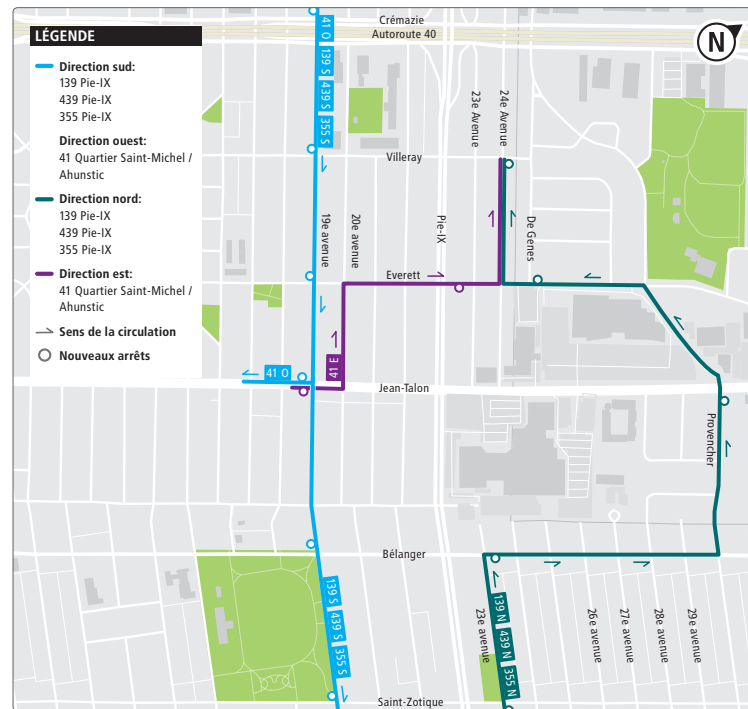 LÉGENDE
Direction sud:
139 Pie-IX
439 Pie-IX
355 Pie-IX
Direction ouest:
41 Quartier Saint-Michel /
Ahunstic
Direction nord:
139 Pie-IX
439 Pie-IX
355 Pie-IX
Direction est:
41 Quartier Saint-Michel /
Ahunstic
Sens de la circulation
Nouveaux arrêts
Crémazie
Autoroute 40
N
41 O
139 S
439 S
355 S
23e Avenue
24e Avenue
Villeray
19e avenue
20e avenue
Pie-IX
De Genes
Everett
41 O
41 E
Jean-Talon
Provencher
Bélanger
139 S
439 S
355 S
23e avenue
139 N
439 N
355 N
26 e avenue
27e avenue
28e avenue
29 e avenue
Saint-Zotique